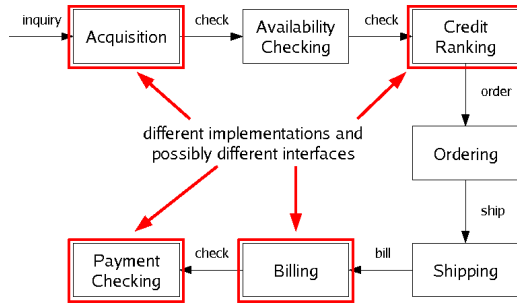 inquiry
Acquisition
check
Availability
Checking
check
Credit
Ranking
order
different implementations and
possibly different interfaces
Ordering
ship
Payment
Checking
check
Billing
bill
Shipping